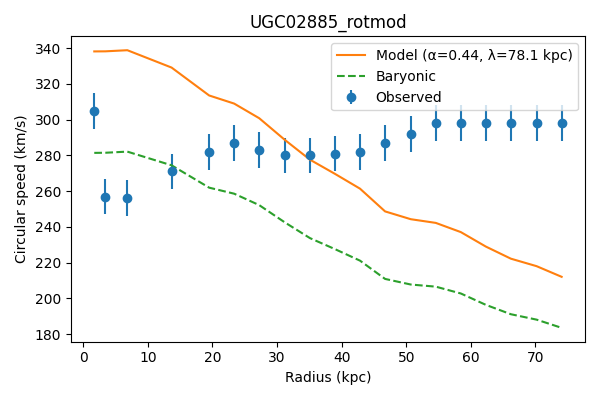 UGC02885_rotmod
Model (α=0.44, λ=78.1 kpc)
Baryonic
Observed
Circular speed (km/s)
340
320
300
280
260
240
220
200
180
0 10 20 30 40 50 60 70
Radius (kpc)